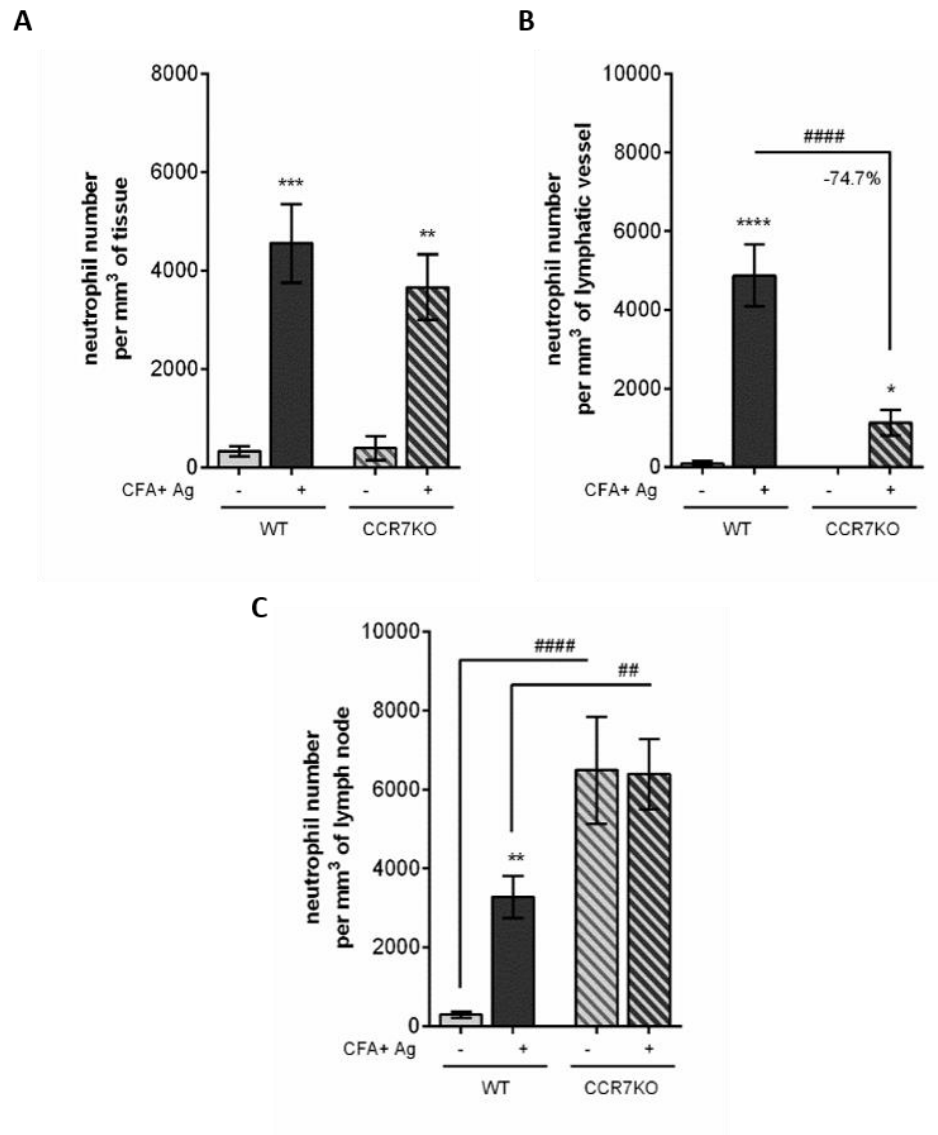 A
neutrophil number
per mm³ of tissue
8000
6000
4000
2000
0
***
**
CFA+ Ag - + - +
WT CCR7KO
B
neutrophil number
per mm³ of lymphatic vessel
10000
8000
6000
4000
2000
0
####
-74.7%
****
*
CFA+ Ag - + - +
WT CCR7KO
C
neutrophil number
per mm³ of lymph node
10000
8000
6000
4000
2000
0
####
##
**
CFA+ Ag - + - +
WT CCR7KO